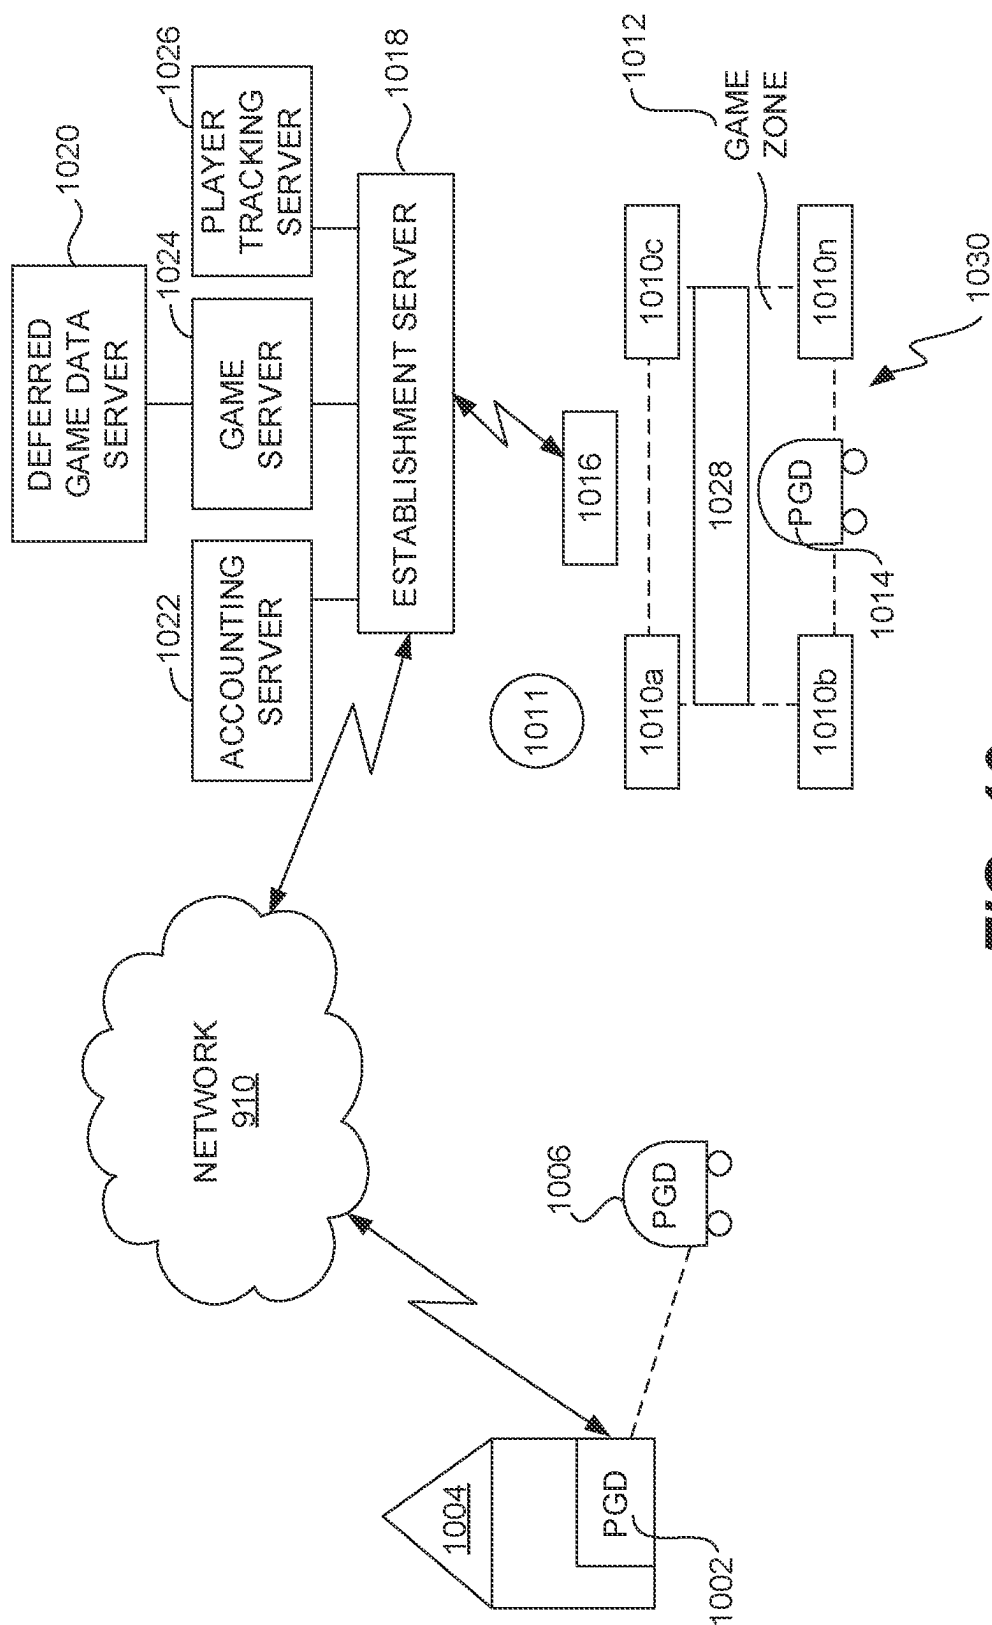 DEFERRED
GAME DATA
SERVER
1020
1022
ACCOUNTING
SERVER
1024
GAME
SERVER
1026
PLAYER
TRACKING
SERVER
ESTABLISHMENT SERVER
1018
NETWORK
910
1004
PGD
1002
PGD
1006
1011
1016
1010a
1010c
1028
1010b
1010n
PGD
1014
1012
GAME
ZONE
1030